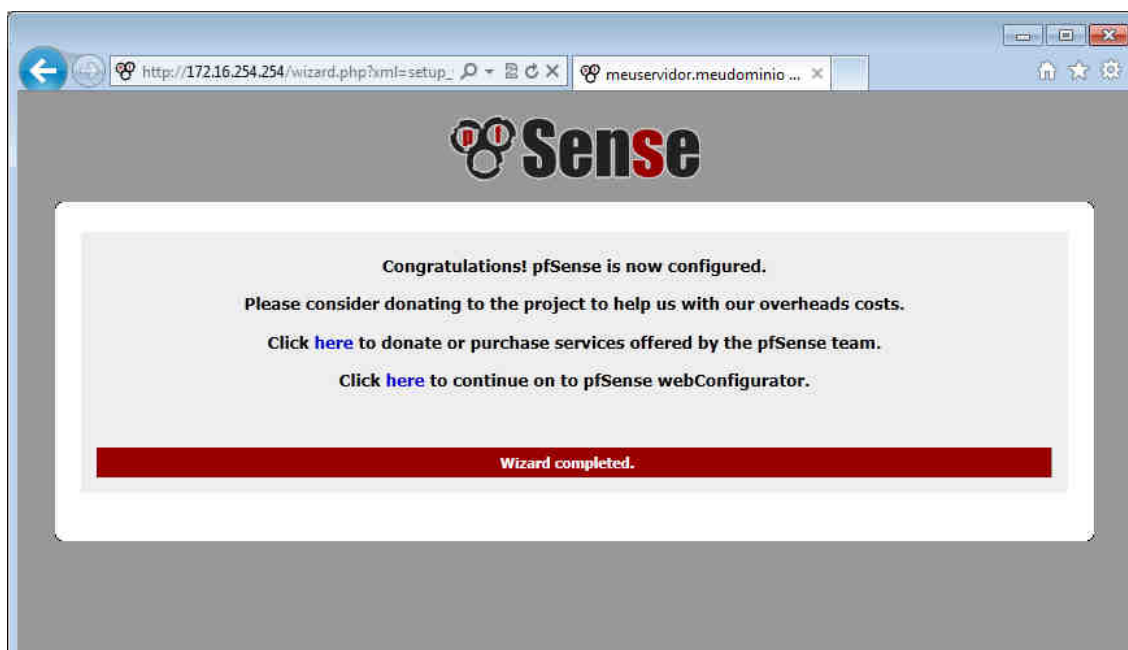 http://172.16.254.254/wizard.php?xml=setup_
meuservidor.meudominio ...
pf Sense
Congratulations! pfSense is now configured.
Please consider donating to the project to help us with our overheads costs.
Click here to donate or purchase services offered by the pfSense team.
Click here to continue on to pfSense webConfigurator.
Wizard completed.